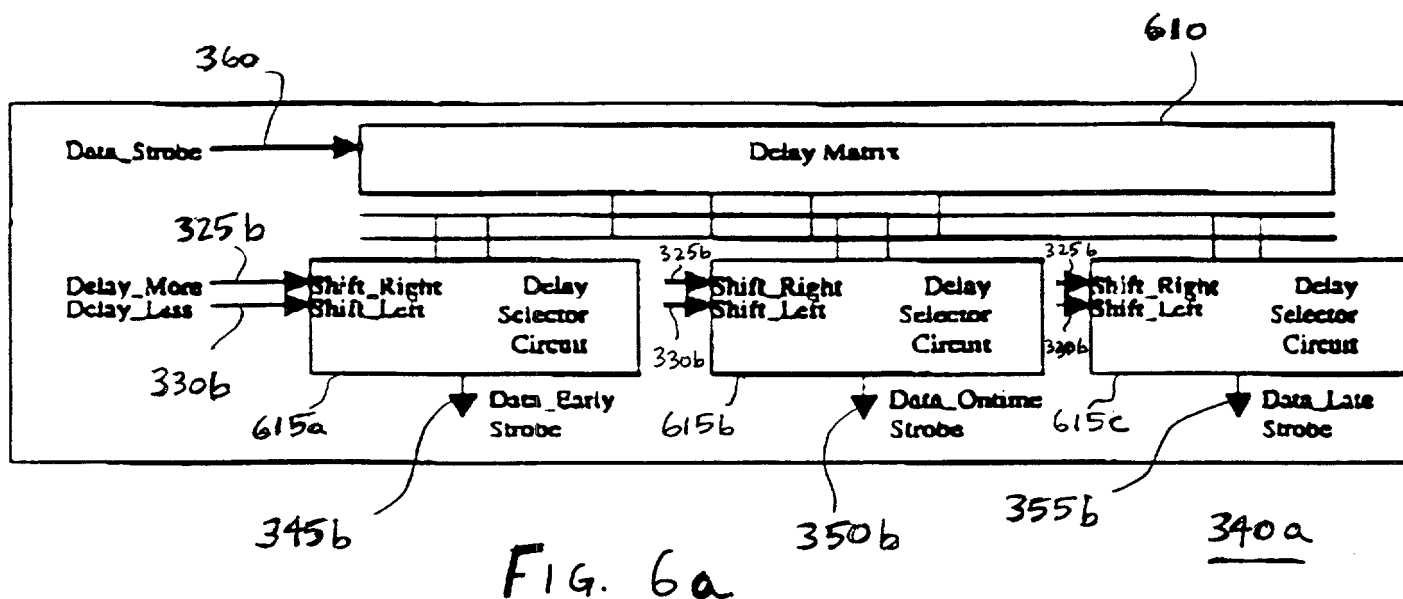 360
610
Data_Strobe
Delay Matrix
325b
Delay_More
Delay_Less
330b
Shift_Right
Shift_Left
Delay
Selector
Circuit
325b
330b
Shift_Right
Shift_Left
Delay
Selector
Circuit
325b
330b
Shift_Right
Shift_Left
Delay
Selector
Circuit
615a
Data_Early
Strobe
615b
Data_Ontime
Strobe
615c
Data_Late
Strobe
345b
350b
355b
340a
FIG. 6a